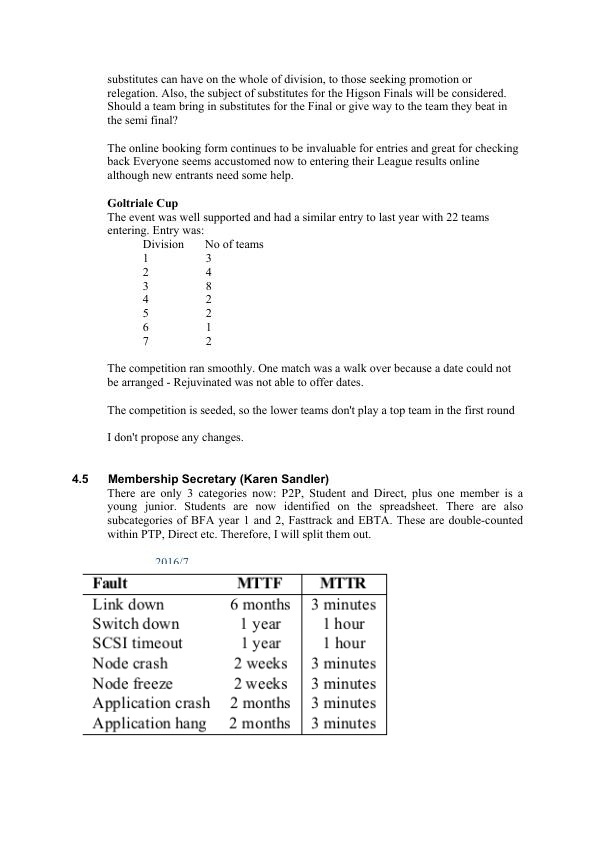 substitutes can have on the whole of division, to those seeking promotion or
relegation. Also, the subject of substitutes for the Higson Finals will be considered.
Should a team bring in substitutes for the Final or give way to the team they beat in
the semi final?
The online booking form continues to be invaluable for entries and great for checking
back Everyone seems accustomed now to entering their League results online
although new entrants need some help.
Goltriale Cup
The event was well supported and had a similar entry to last year with 22 teams
entering. Entry was:
Division No of teams
1 3
2 4
3 8
4 2
5 2
6 1
7 2
The competition ran smoothly. One match was a walk over because a date could not
be arranged - Rejuvinated was not able to offer dates.
The competition is seeded, so the lower teams don't play a top team in the first round
I don't propose any changes.
4.5 Membership Secretary (Karen Sandler)
There are only 3 categories now: P2P, Student and Direct, plus one member is a
young junior. Students are now identified on the spreadsheet. There are also
subcategories of BFA year 1 and 2, Fasttrack and EBTA. These are double-counted
within PTP, Direct etc. Therefore, I will split them out.
2016/7
Fault MTTF MTTR
Link down 6 months 3 minutes
Switch down 1 year 1 hour
SCSI timeout 1 year 1 hour
Node crash 2 weeks 3 minutes
Node freeze 2 weeks 3 minutes
Application crash 2 months 3 minutes
Application hang 2 months 3 minutes